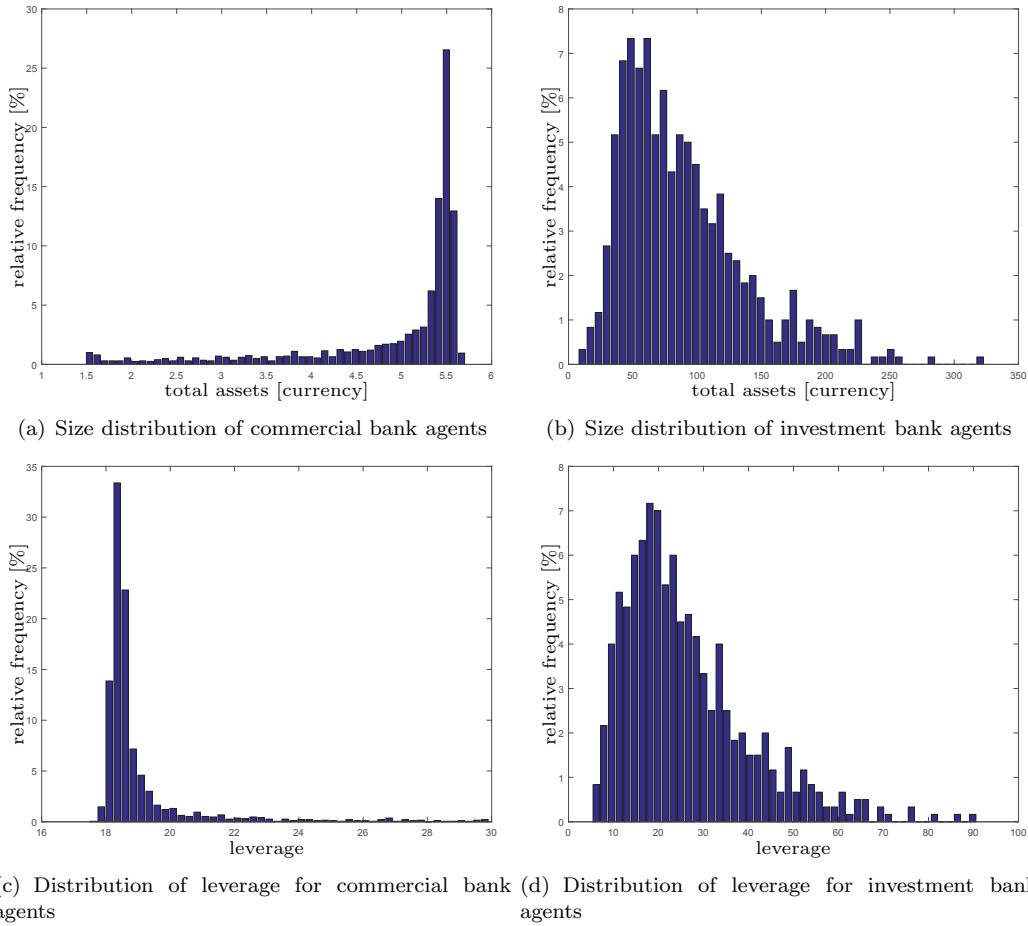 30
25
20
15
10
5
0
relative frequency [%]
1 1.5 2 2.5 3 3.5 4 4.5 5 5.5 6
total assets [currency]
(a) Size distribution of commercial bank agents
8
7
6
5
4
3
2
1
0
relative frequency [%]
0 50 100 150 200 250 300 350
total assets [currency]
(b) Size distribution of investment bank agents
35
30
25
20
15
10
5
0
relative frequency [%]
16 18 20 22 24 26 28 30
leverage
(c) Distribution of leverage for commercial bank
agents
8
7
6
5
4
3
2
1
0
relative frequency [%]
0 10 20 30 40 50 60 70 80 90 100
leverage
(d) Distribution of leverage for investment bank
agents